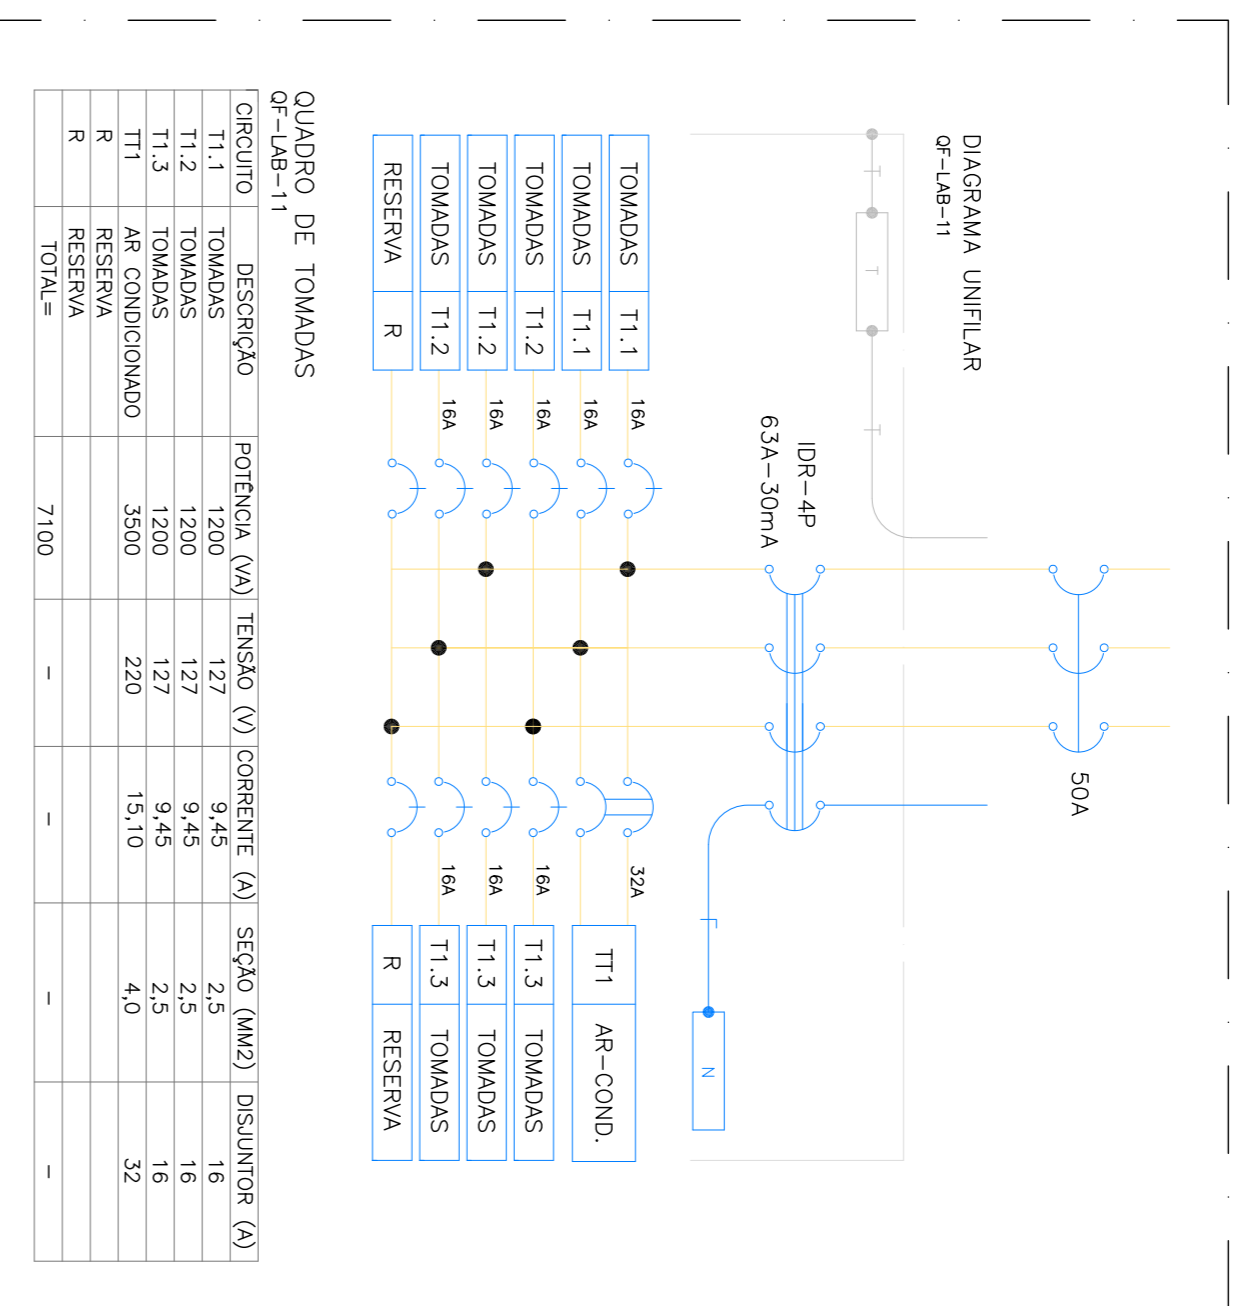 DIAGRAMA UNIFILAR
QF-LAB-11
50A
IDR-4P
63A-30mA
T
T
T
N
TOMADAS T1.1 16A
TOMADAS T1.1 16A
TOMADAS T1.2 16A
TOMADAS T1.2 16A
TOMADAS T1.2 16A
RESERVA R
32A TT1 AR-COND.
16A T1.3 TOMADAS
16A T1.3 TOMADAS
16A T1.3 TOMADAS
R RESERVA
QUADRO DE TOMADAS
QF-LAB-11
CIRCUITO DESCRIÇÃO POTÊNCIA (VA) TENSÃO (V) CORRENTE (A) SEÇÃO (MM2) DISJUNTOR (A)
T1.1 TOMADAS 1200 127 9,45 2,5 16
T1.2 TOMADAS 1200 127 9,45 2,5 16
T1.3 TOMADAS 1200 127 9,45 2,5 16
TT1 AR CONDICIONADO 3500 220 15,10 4,0 32
R RESERVA
R RESERVA
TOTAL= 7100 - - - -